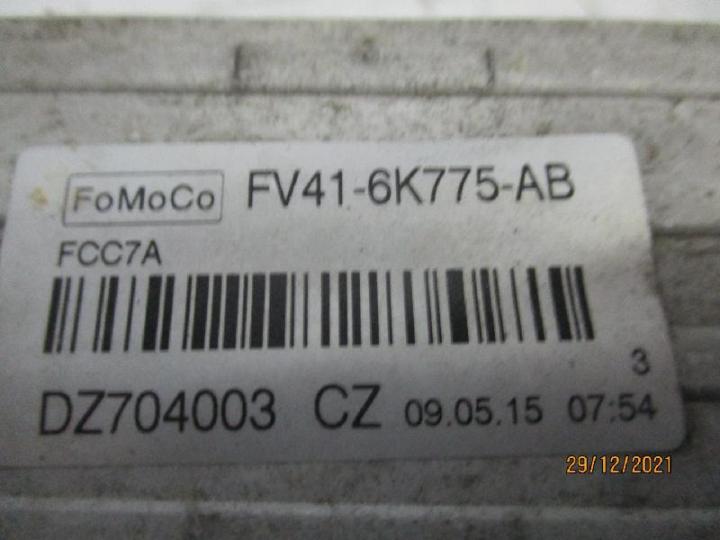 FoMoCo FV41-6K775-AB
FCC7A
3
DZ704003 CZ 09.05.15 07:54
29/12/2021